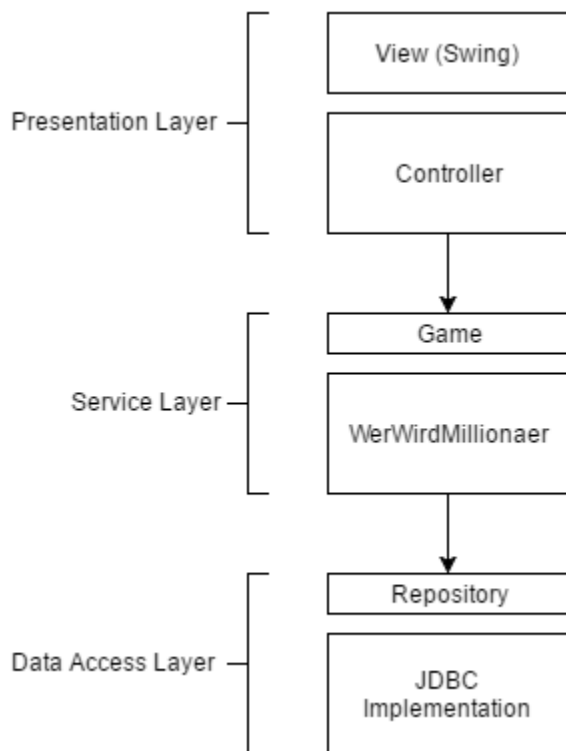 View (Swing)
Presentation Layer
Controller
Game
Service Layer
WerWirdMillionaer
Repository
Data Access Layer
JDBC
Implementation